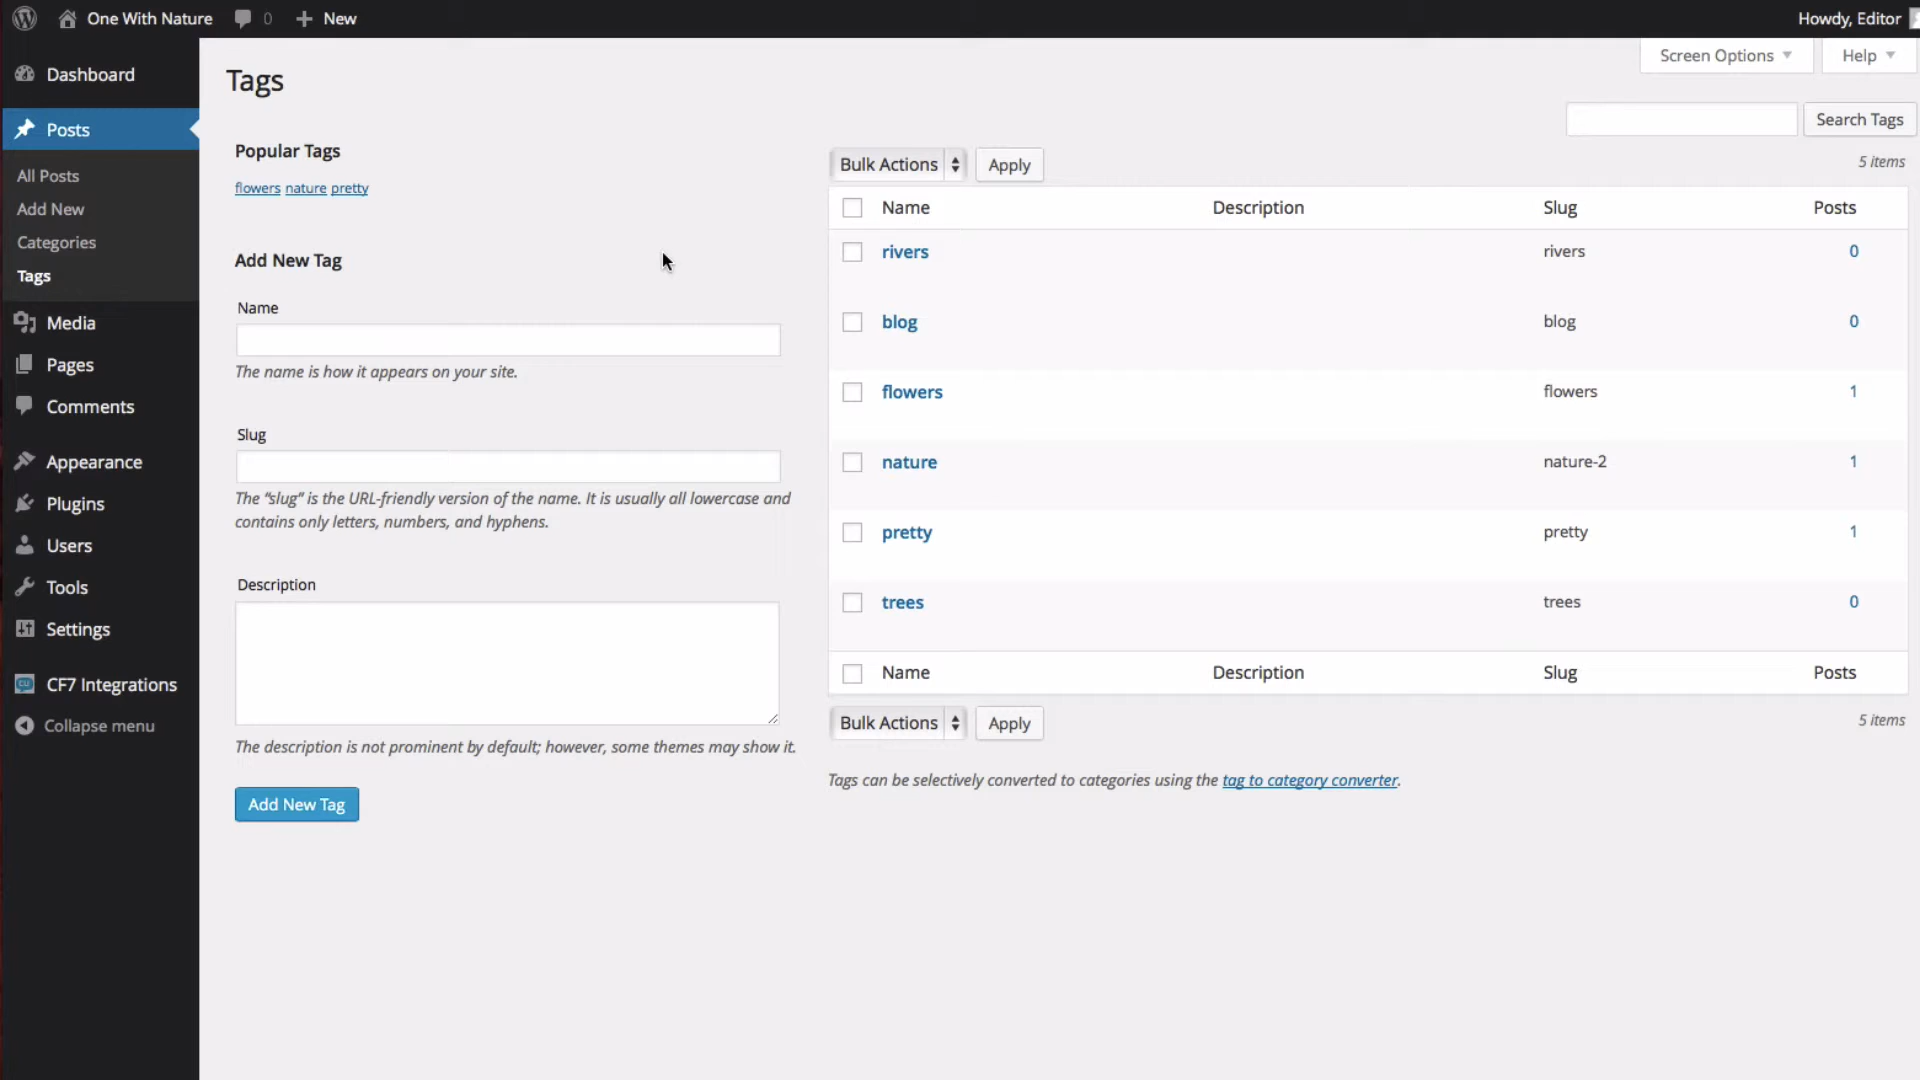 One With Nature 0 New Howdy, Editor
Dashboard
Posts
All Posts
Add New
Categories
Tags
Media
Pages
Comments
Appearance
Plugins
Users
Tools
Settings
CF7 Integrations
Collapse menu
Screen Options Help
Tags
Search Tags
Popular Tags
flowers nature pretty
Add New Tag
Name
The name is how it appears on your site.
Slug
The “slug” is the URL-friendly version of the name. It is usually all lowercase and
contains only letters, numbers, and hyphens.
Description
The description is not prominent by default; however, some themes may show it.
Add New Tag
Bulk Actions Apply 5 items
Name Description Slug Posts
rivers rivers 0
blog blog 0
flowers flowers 1
nature nature-2 1
pretty pretty 1
trees trees 0
Name Description Slug Posts
Bulk Actions Apply 5 items
Tags can be selectively converted to categories using the tag to category converter.